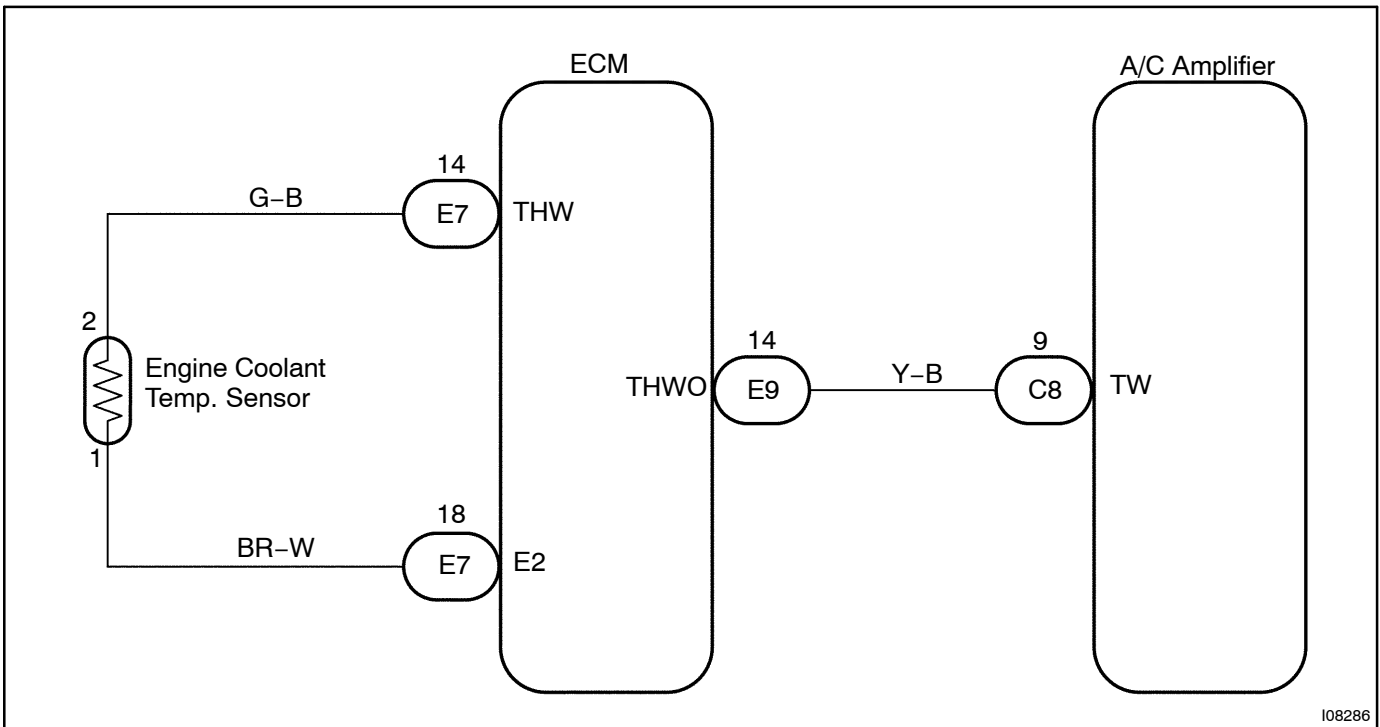 ECM
A/C Amplifier
14
G−B
E7
THW
2
Engine Coolant
Temp. Sensor
1
14
9
THWO
E9
Y−B
C8
TW
18
BR−W
E7
E2
I08286